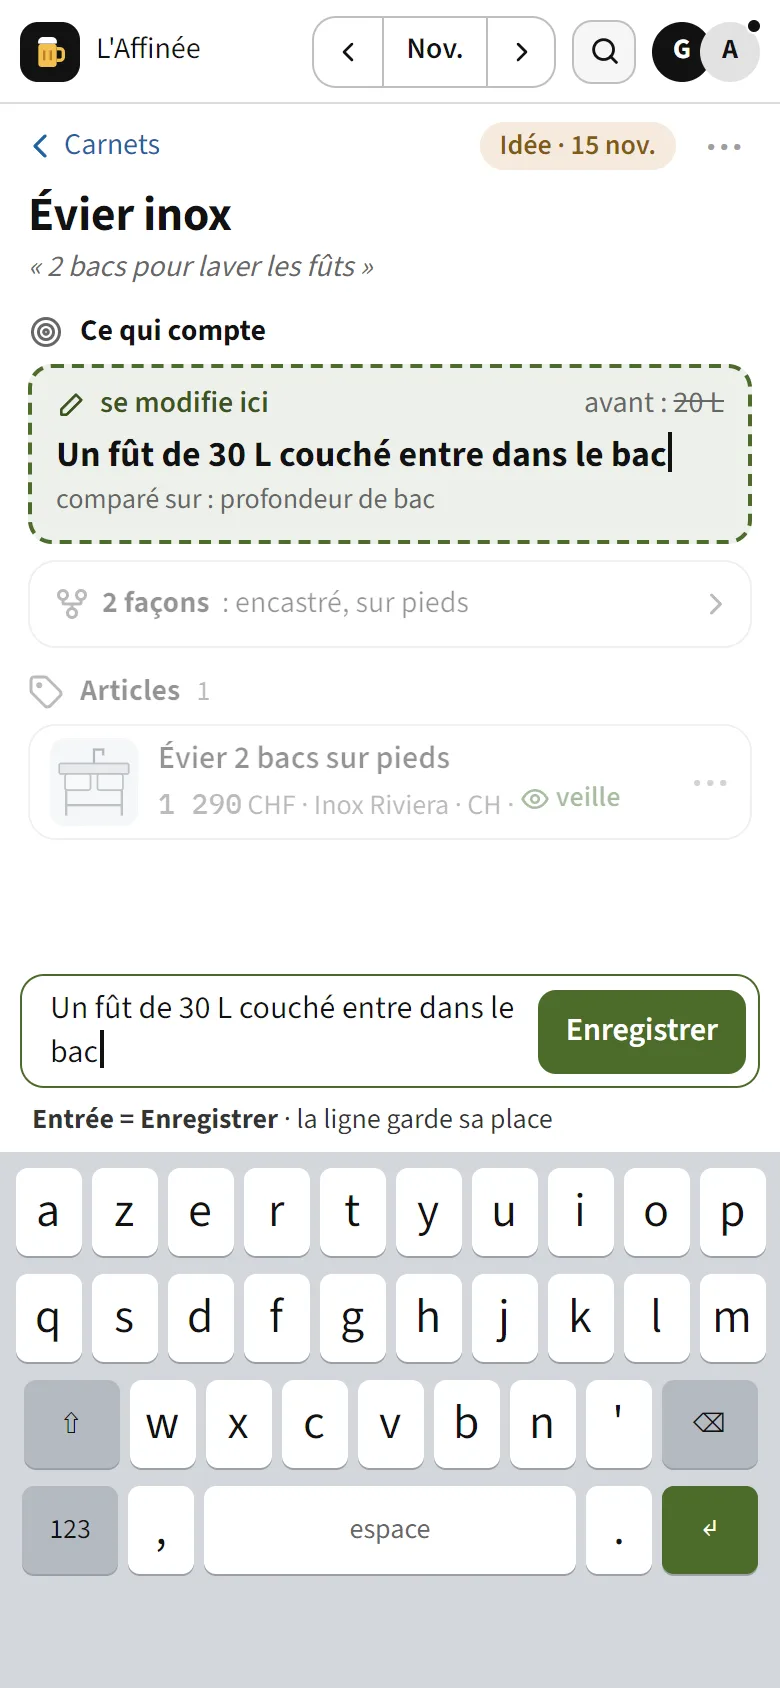 L'Affinée
Nov.
G
A
Carnets
Idée · 15 nov.
Évier inox
« 2 bacs pour laver les fûts »
Ce qui compte
se modifie ici
avant : 20 L
Un fût de 30 L couché entre dans le bac
comparé sur : profondeur de bac
2 façons : encastré, sur pieds
Articles 1
Évier 2 bacs sur pieds
1 290 CHF · Inox Riviera · CH · veille
Un fût de 30 L couché entre dans le
bac
Enregistrer
Entrée = Enregistrer · la ligne garde sa place
a z e r t y u i o p
q s d f g h j k l m
⇧ w x c v b n ' ⌫
123 , espace . ↲